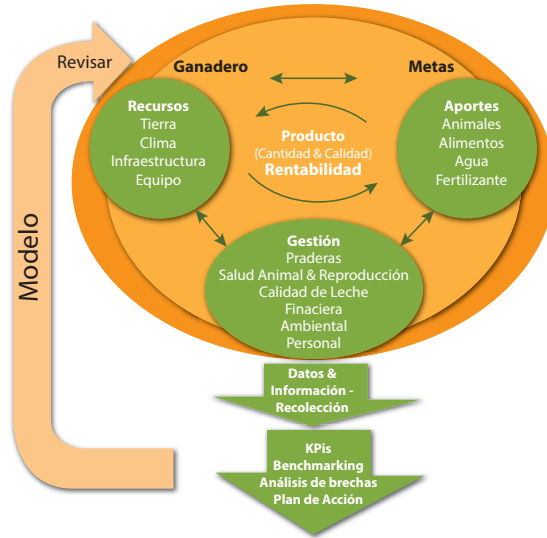 Revisar
Ganadero
Metas
Recursos
Tierra
Clima
Infraestructura
Equipo
Producto
(Cantidad & Calidad)
Rentabilidad
Aportes
Animales
Alimentos
Agua
Fertilizante
Gestión
Praderas
Salud Animal & Reproducción
Calidad de Leche
Finaciera
Ambiental
Personal
Modelo
Datos &
Información -
Recolección
KPis
Benchmarking
Análisis de brechas
Plan de Acción